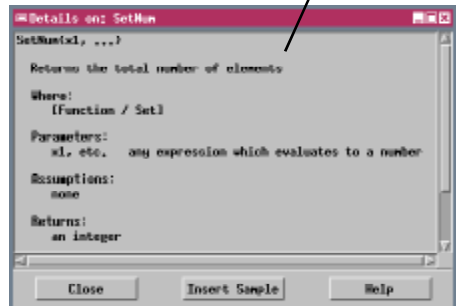 Details on: SetNum
SetNum(x1, ...)
Returns the total number of elements
Where:
[Function / Set]
Parameters:
x1, etc. any expression which evaluates to a number
Assumptions:
none
Returns:
an integer
Close Insert Sample Help